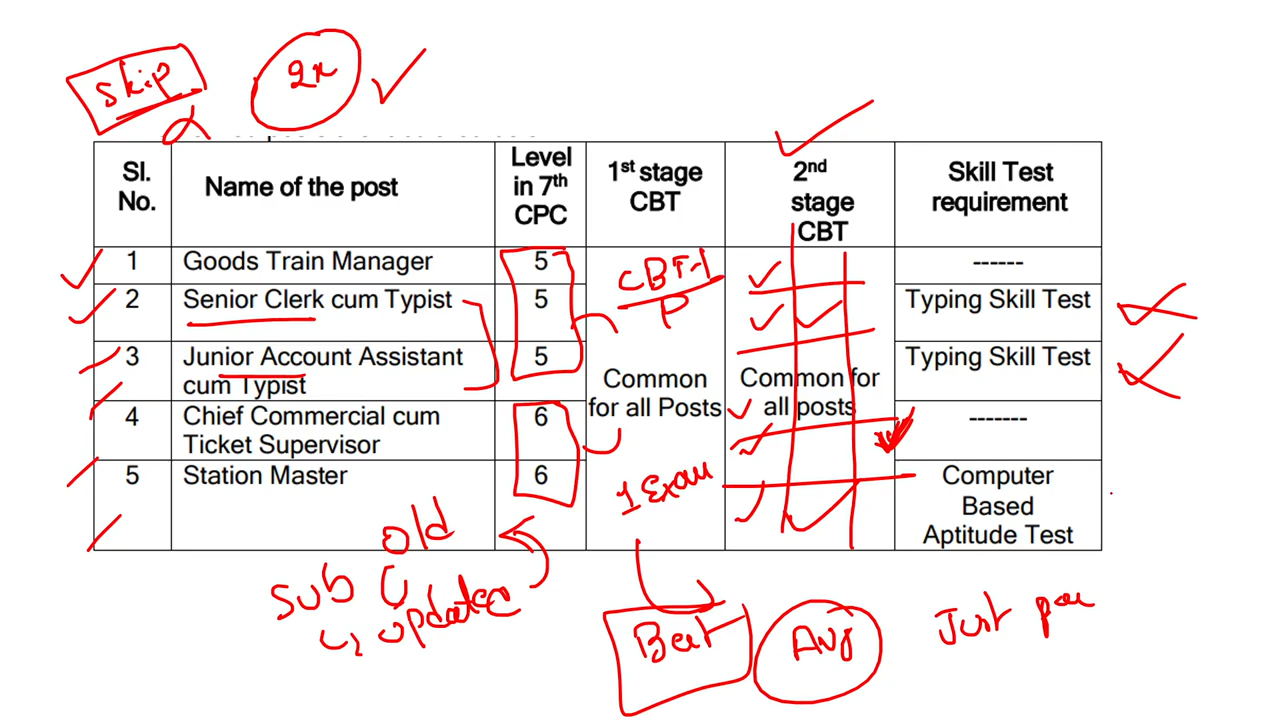 Skip
2x
Sl. No.
Name of the post
Level in 7th CPC
1st stage CBT
2nd stage CBT
Skill Test requirement
1 Goods Train Manager 5 ------
CBT-1
P
2 Senior Clerk cum Typist 5 Typing Skill Test
3 Junior Account Assistant cum Typist 5 Typing Skill Test
Common for all Posts
Common for all posts
4 Chief Commercial cum Ticket Supervisor 6 -------
5 Station Master 6 Computer Based Aptitude Test
1 Exam
old
Sub
update
Avg
Just